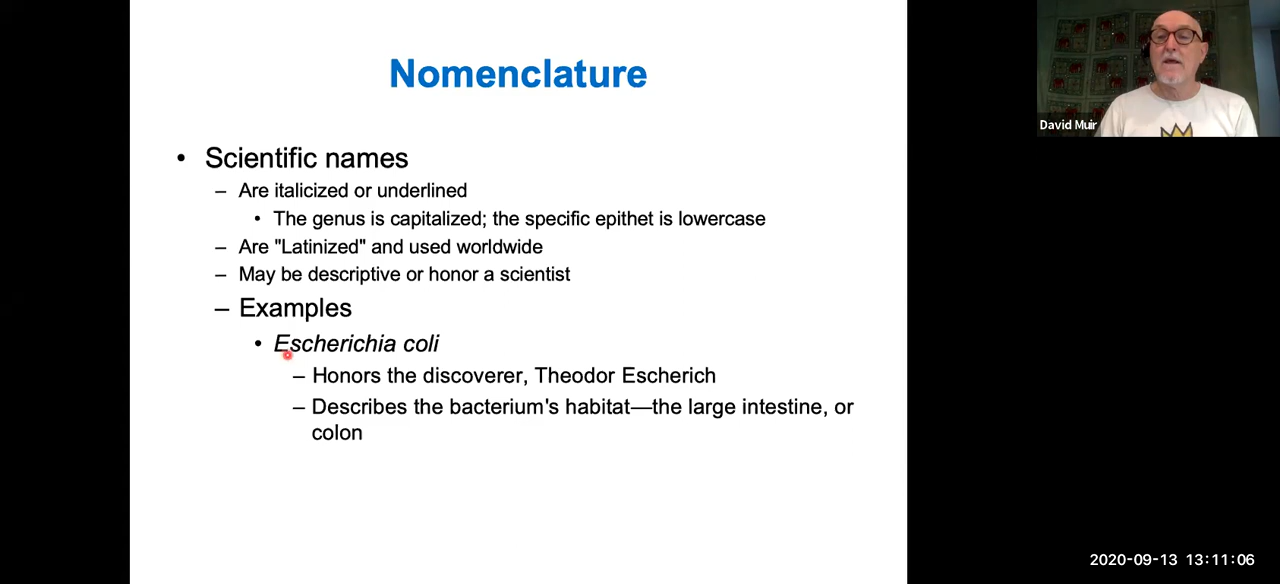 Nomenclature
• Scientific names
– Are italicized or underlined
• The genus is capitalized; the specific epithet is lowercase
– Are "Latinized" and used worldwide
– May be descriptive or honor a scientist
– Examples
• Escherichia coli
– Honors the discoverer, Theodor Escherich
– Describes the bacterium's habitat—the large intestine, or
colon
David Muir
2020-09-13 13:11:06